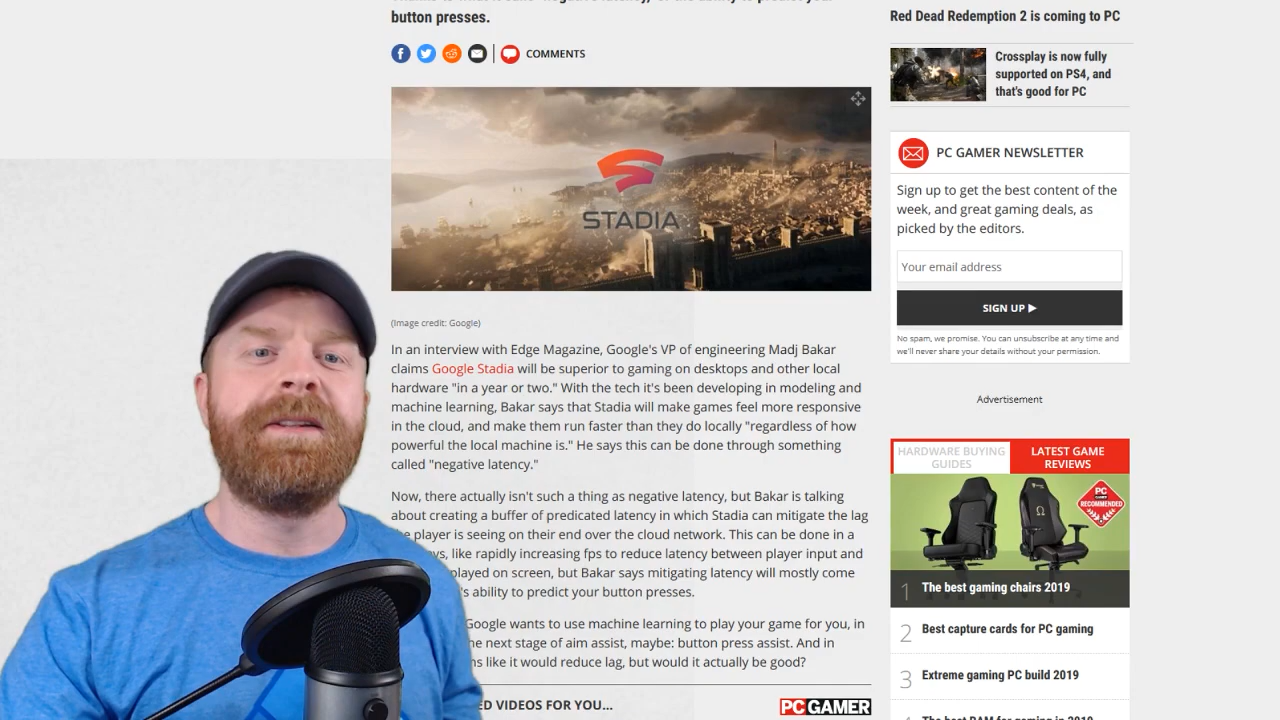 button presses.
COMMENTS
STADIA
(Image credit: Google)
In an interview with Edge Magazine, Google's VP of engineering Madj Bakar
claims Google Stadia will be superior to gaming on desktops and other local
hardware "in a year or two." With the tech it's been developing in modeling and
machine learning, Bakar says that Stadia will make games feel more responsive
in the cloud, and make them run faster than they do locally "regardless of how
powerful the local machine is." He says this can be done through something
called "negative latency."
Now, there actually isn't such a thing as negative latency, but Bakar is talking
about creating a buffer of predicated latency in which Stadia can mitigate the lag
player is seeing on their end over the cloud network. This can be done in a
like rapidly increasing fps to reduce latency between player input and
played on screen, but Bakar says mitigating latency will mostly come
ability to predict your button presses.
Google wants to use machine learning to play your game for you, in
next stage of aim assist, maybe: button press assist. And in
like it would reduce lag, but would it actually be good?
VIDEOS FOR YOU...
PC GAMER
Red Dead Redemption 2 is coming to PC
Crossplay is now fully
supported on PS4, and
that's good for PC
PC GAMER NEWSLETTER
Sign up to get the best content of the
week, and great gaming deals, as
picked by the editors.
Your email address
SIGN UP
No spam, we promise. You can unsubscribe at any time and
we'll never share your details without your permission.
Advertisement
HARDWARE BUYING
GUIDES
LATEST GAME
REVIEWS
PC
GAMER
RECOMMENDED
1 The best gaming chairs 2019
2 Best capture cards for PC gaming
3 Extreme gaming PC build 2019